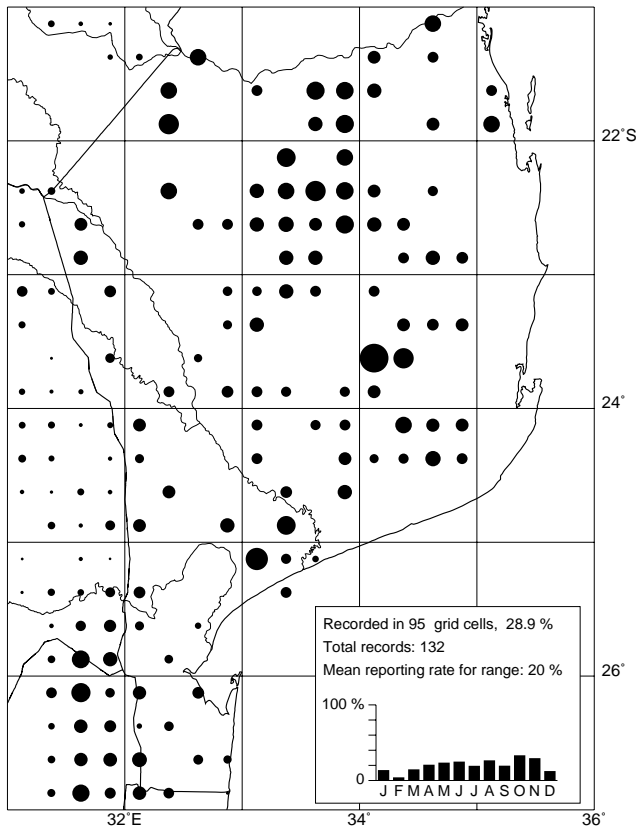 22°S
24°
Recorded in 95 grid cells, 28.9 %
Total records: 132
Mean reporting rate for range: 20 %
26°
100 %
0
J F M A M J J A S O N D
32°E 34° 36°